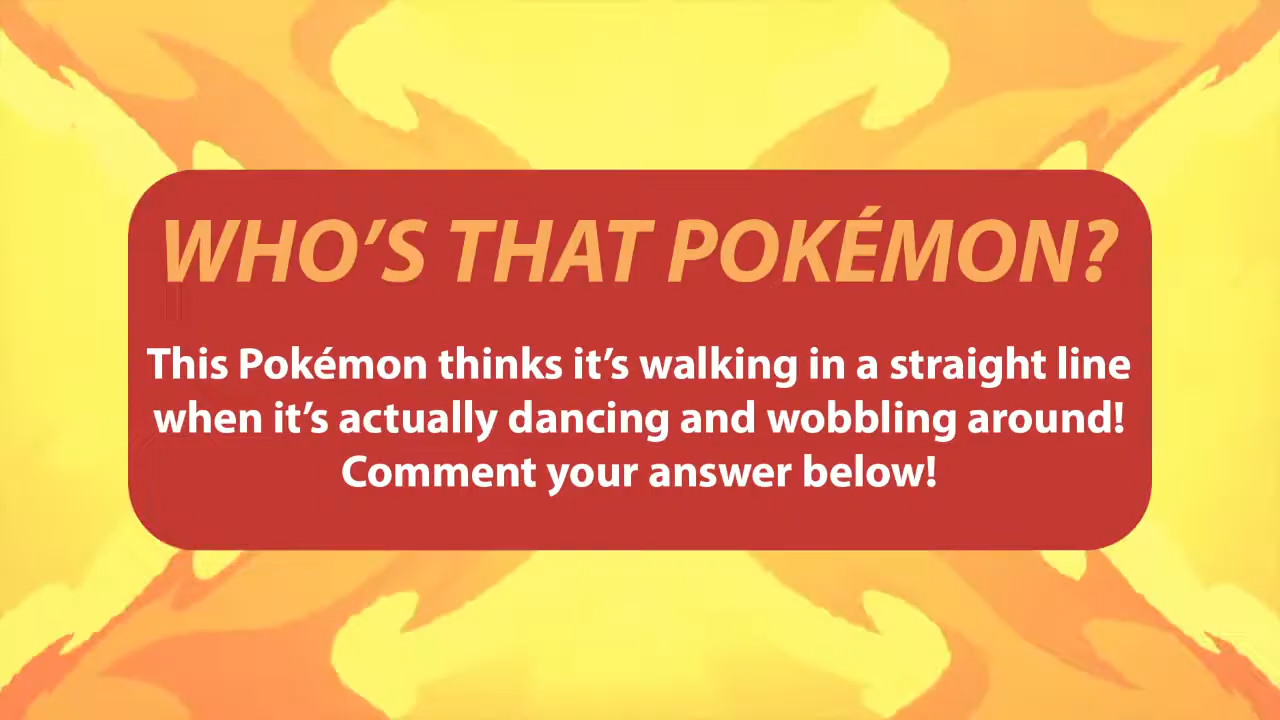 WHO'S THAT POKÉMON?
This Pokémon thinks it's walking in a straight line
when it's actually dancing and wobbling around!
Comment your answer below!